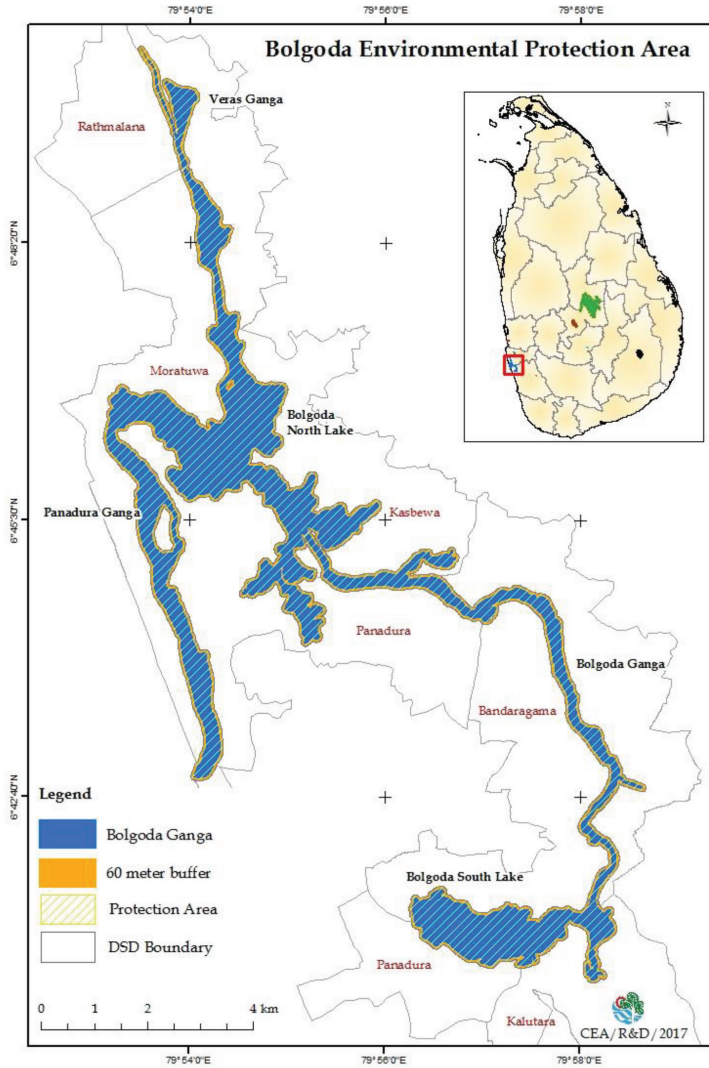 79°54'0"E 79°56'0"E 79°58'0"E
Bolgoda Environmental Protection Area
N
Veras Ganga
Rathmalana
6°48'20"N
Moratuwa
Bolgoda
North Lake
Panadura Ganga
Kasbewa
6°45'30"N
Panadura
Bolgoda Ganga
Bandaragama
6°42'40"N
Legend
Bolgoda Ganga
60 meter buffer
Protection Area
DSD Boundary
Bolgoda South Lake
Panadura
Kalutara
0 1 2 4 km
CEA/R&D/2017
79°54'0"E 79°56'0"E 79°58'0"E